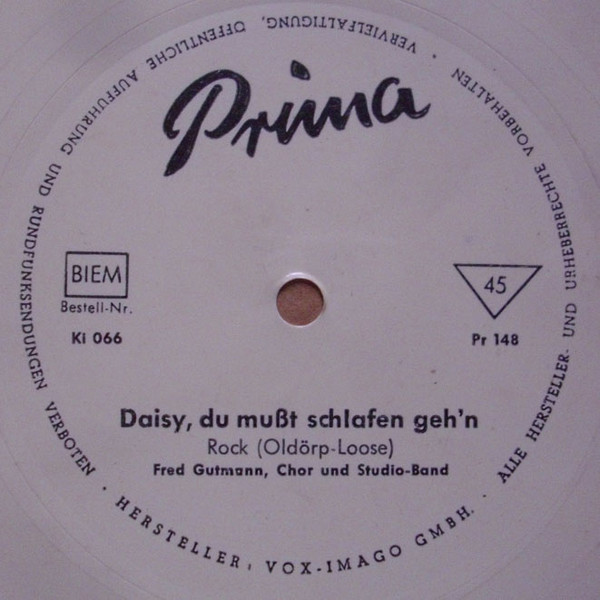 Prima
BIEM
Bestell-Nr.
Ki 066
45
Pr 148
Daisy, du mußt schlafen geh'n
Rock (Oldörp-Loose)
Fred Gutmann, Chor und Studio-Band
· HERSTELLER: VOX-IMAGO GMBH. · ALLE HERSTELLER- UND URHEBERRECHTE VORBEHALTEN · VERVIELFÄLTIGUNG, ÖFFENTLICHE AUFFÜHRUNG UND RUNDFUNKSENDUNGEN VERBOTEN